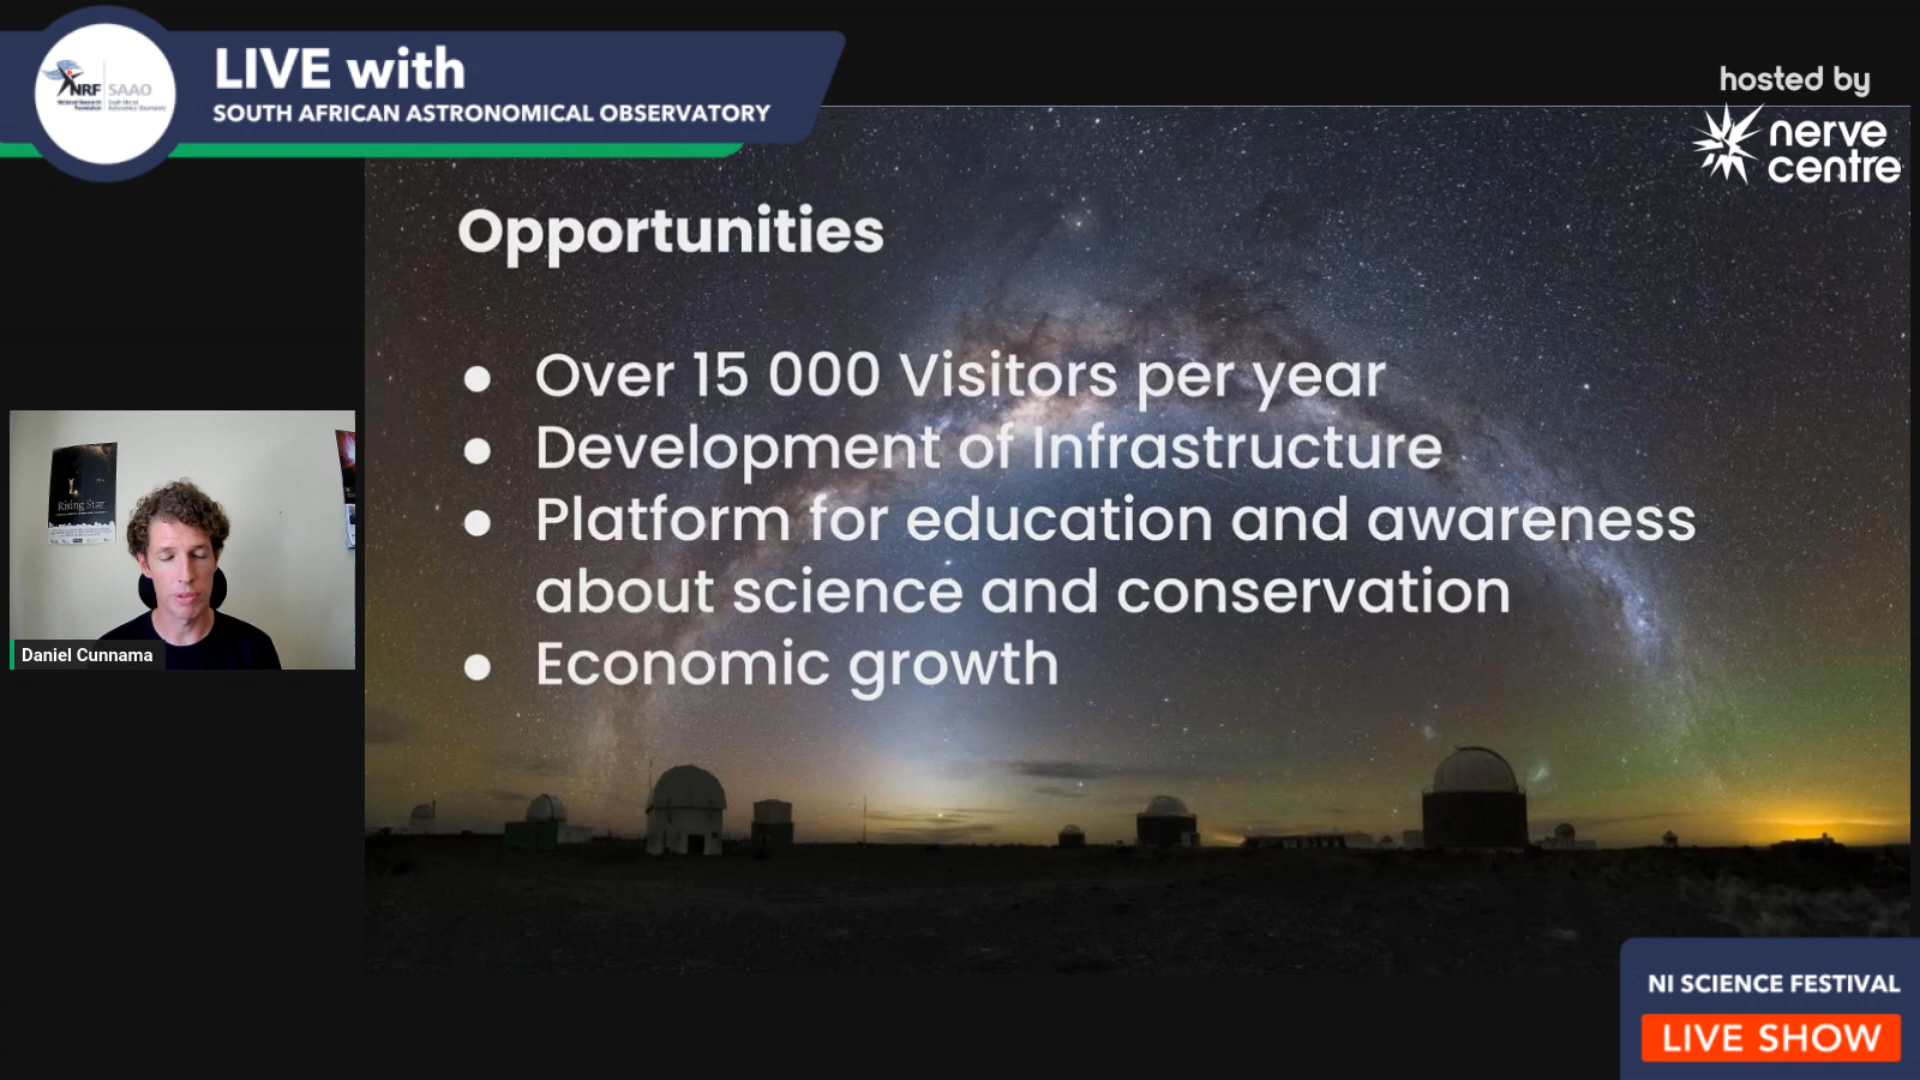 LIVE with
SOUTH AFRICAN ASTRONOMICAL OBSERVATORY
NRF
SAAO
hosted by
nerve
centre
Opportunities
● Over 15 000 Visitors per year
● Development of Infrastructure
● Platform for education and awareness
about science and conservation
● Economic growth
Rising Star
Daniel Cunnama
NI SCIENCE FESTIVAL
LIVE SHOW